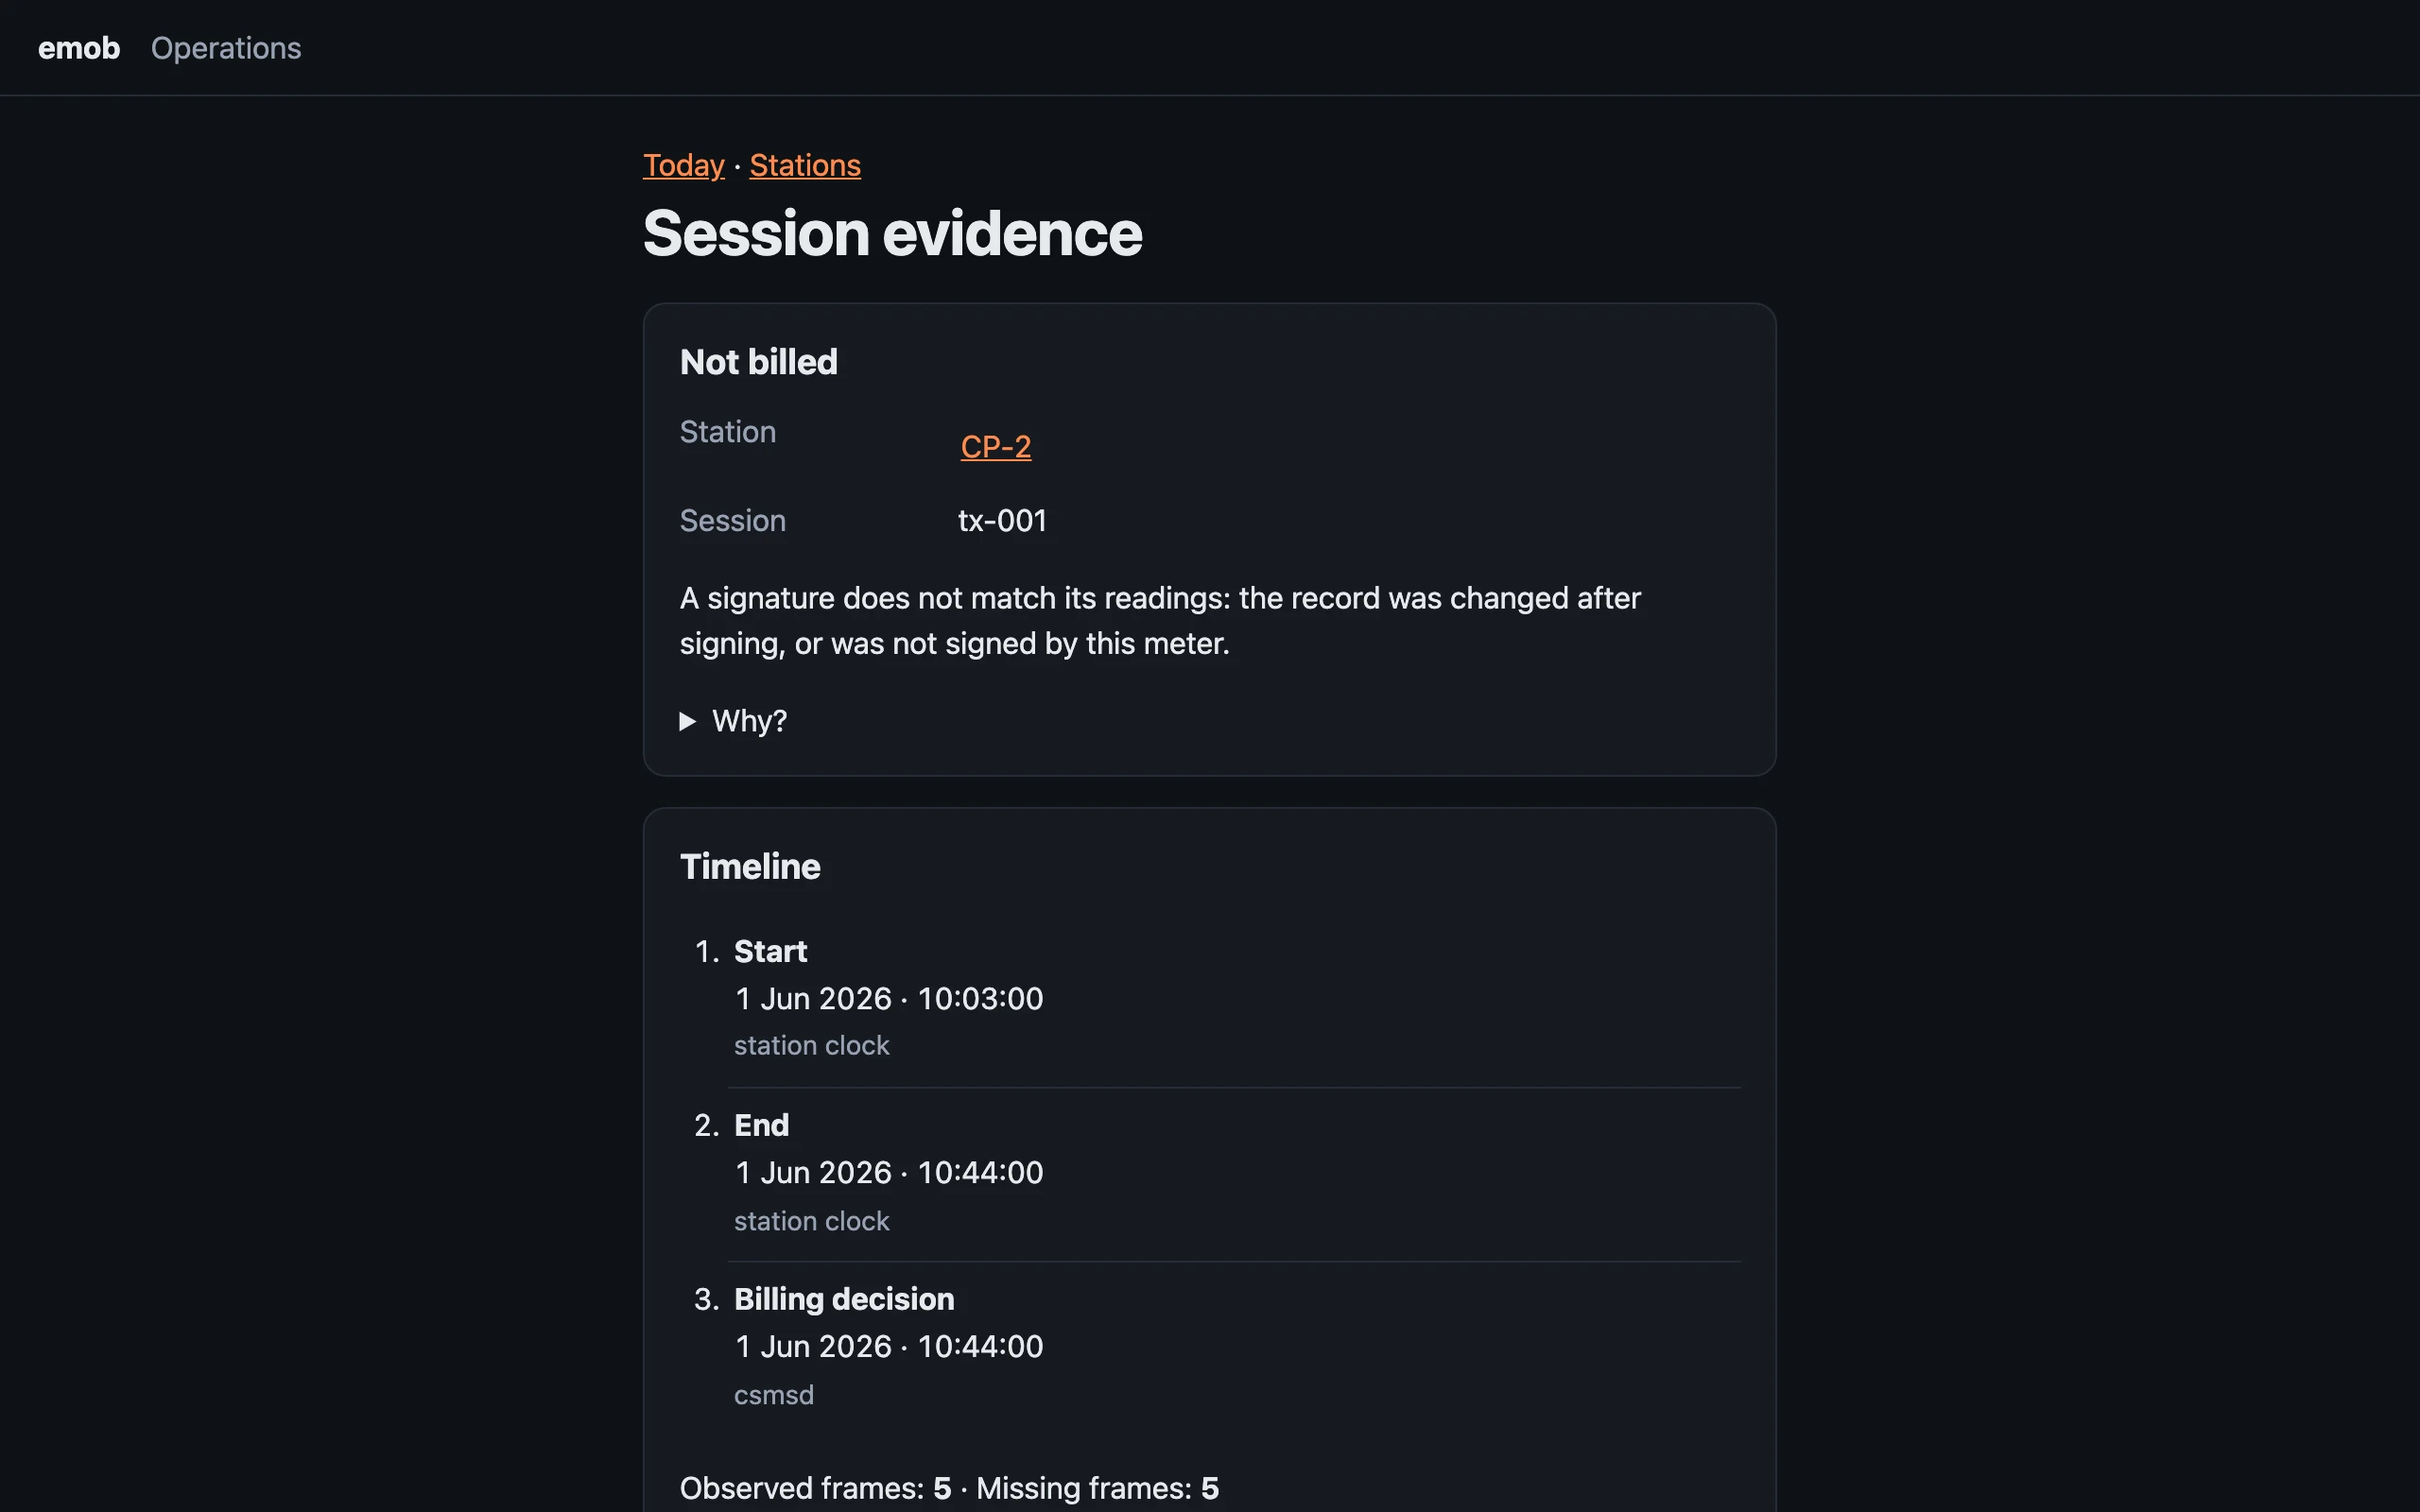 emob Operations
Today · Stations
Session evidence
Not billed
Station CP-2
Session tx-001
A signature does not match its readings: the record was changed after
signing, or was not signed by this meter.
▶ Why?
Timeline
1. Start
1 Jun 2026 · 10:03:00
station clock
2. End
1 Jun 2026 · 10:44:00
station clock
3. Billing decision
1 Jun 2026 · 10:44:00
csmsd
Observed frames: 5 · Missing frames: 5